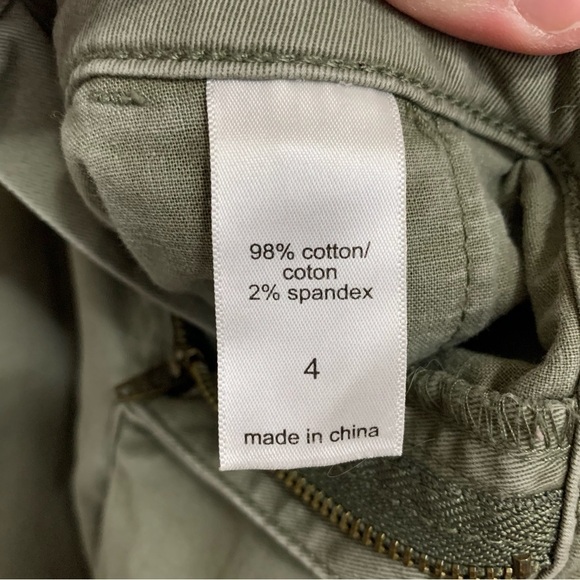 98% cotton/
coton
2% spandex
4
made in china